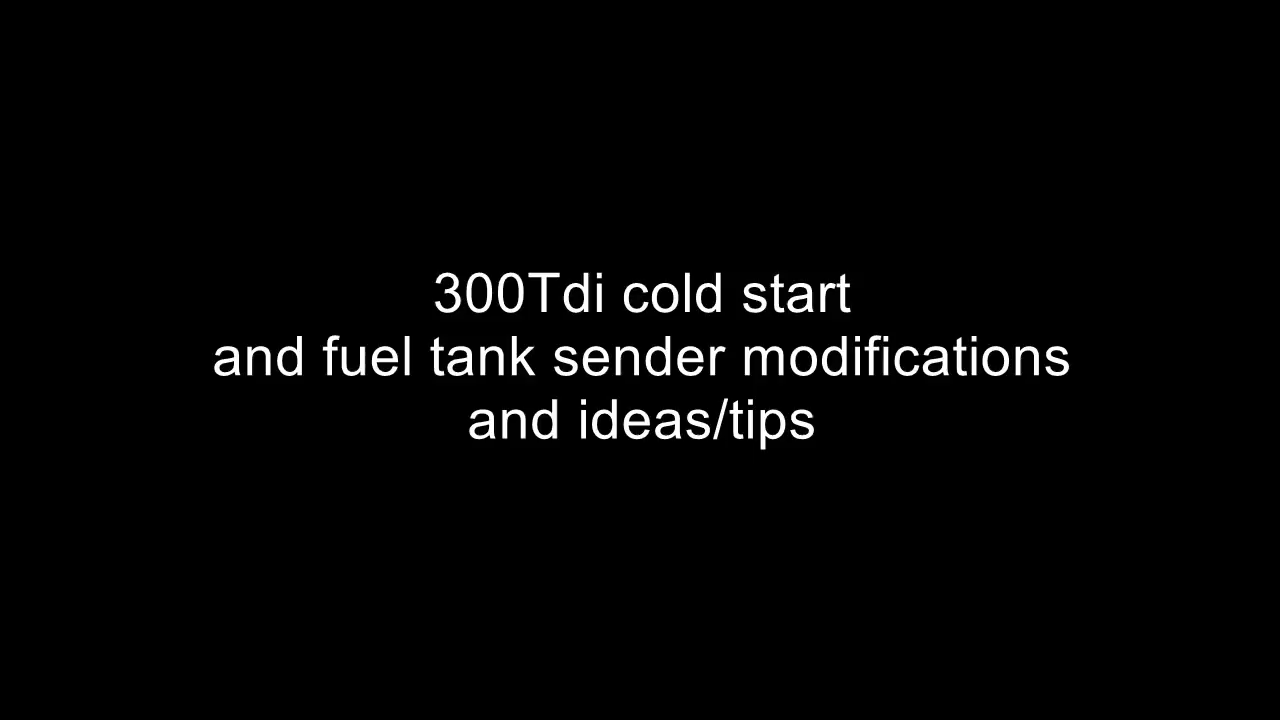 300Tdi cold start
and fuel tank sender modifications
and ideas/tips